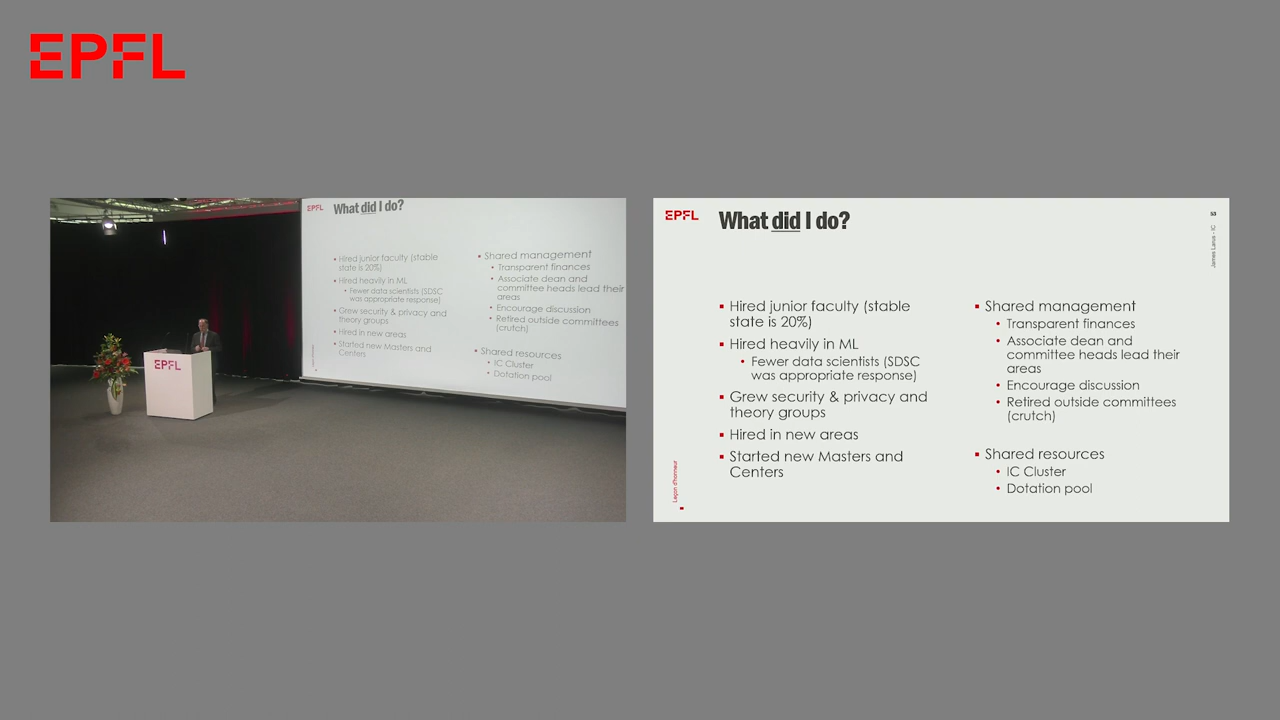 EPFL
EPFL
What did I do?
Hired junior faculty (stable
state is 20%)
Hired heavily in ML
Fewer data scientists (SDSC
was appropriate response)
Grew security & privacy and
theory groups
Hired in new areas
Started new Masters and
Centers
Shared management
Transparent finances
Associate dean and
committee heads lead their
areas
Encourage discussion
Retired outside committees
(crutch)
Shared resources
IC Cluster
Dotation pool
EPFL
EPFL
What did I do?
53
James Larus - IC
Hired junior faculty (stable
state is 20%)
Hired heavily in ML
Fewer data scientists (SDSC
was appropriate response)
Grew security & privacy and
theory groups
Hired in new areas
Started new Masters and
Centers
Shared management
Transparent finances
Associate dean and
committee heads lead their
areas
Encourage discussion
Retired outside committees
(crutch)
Shared resources
IC Cluster
Dotation pool
Leçon d'honneur